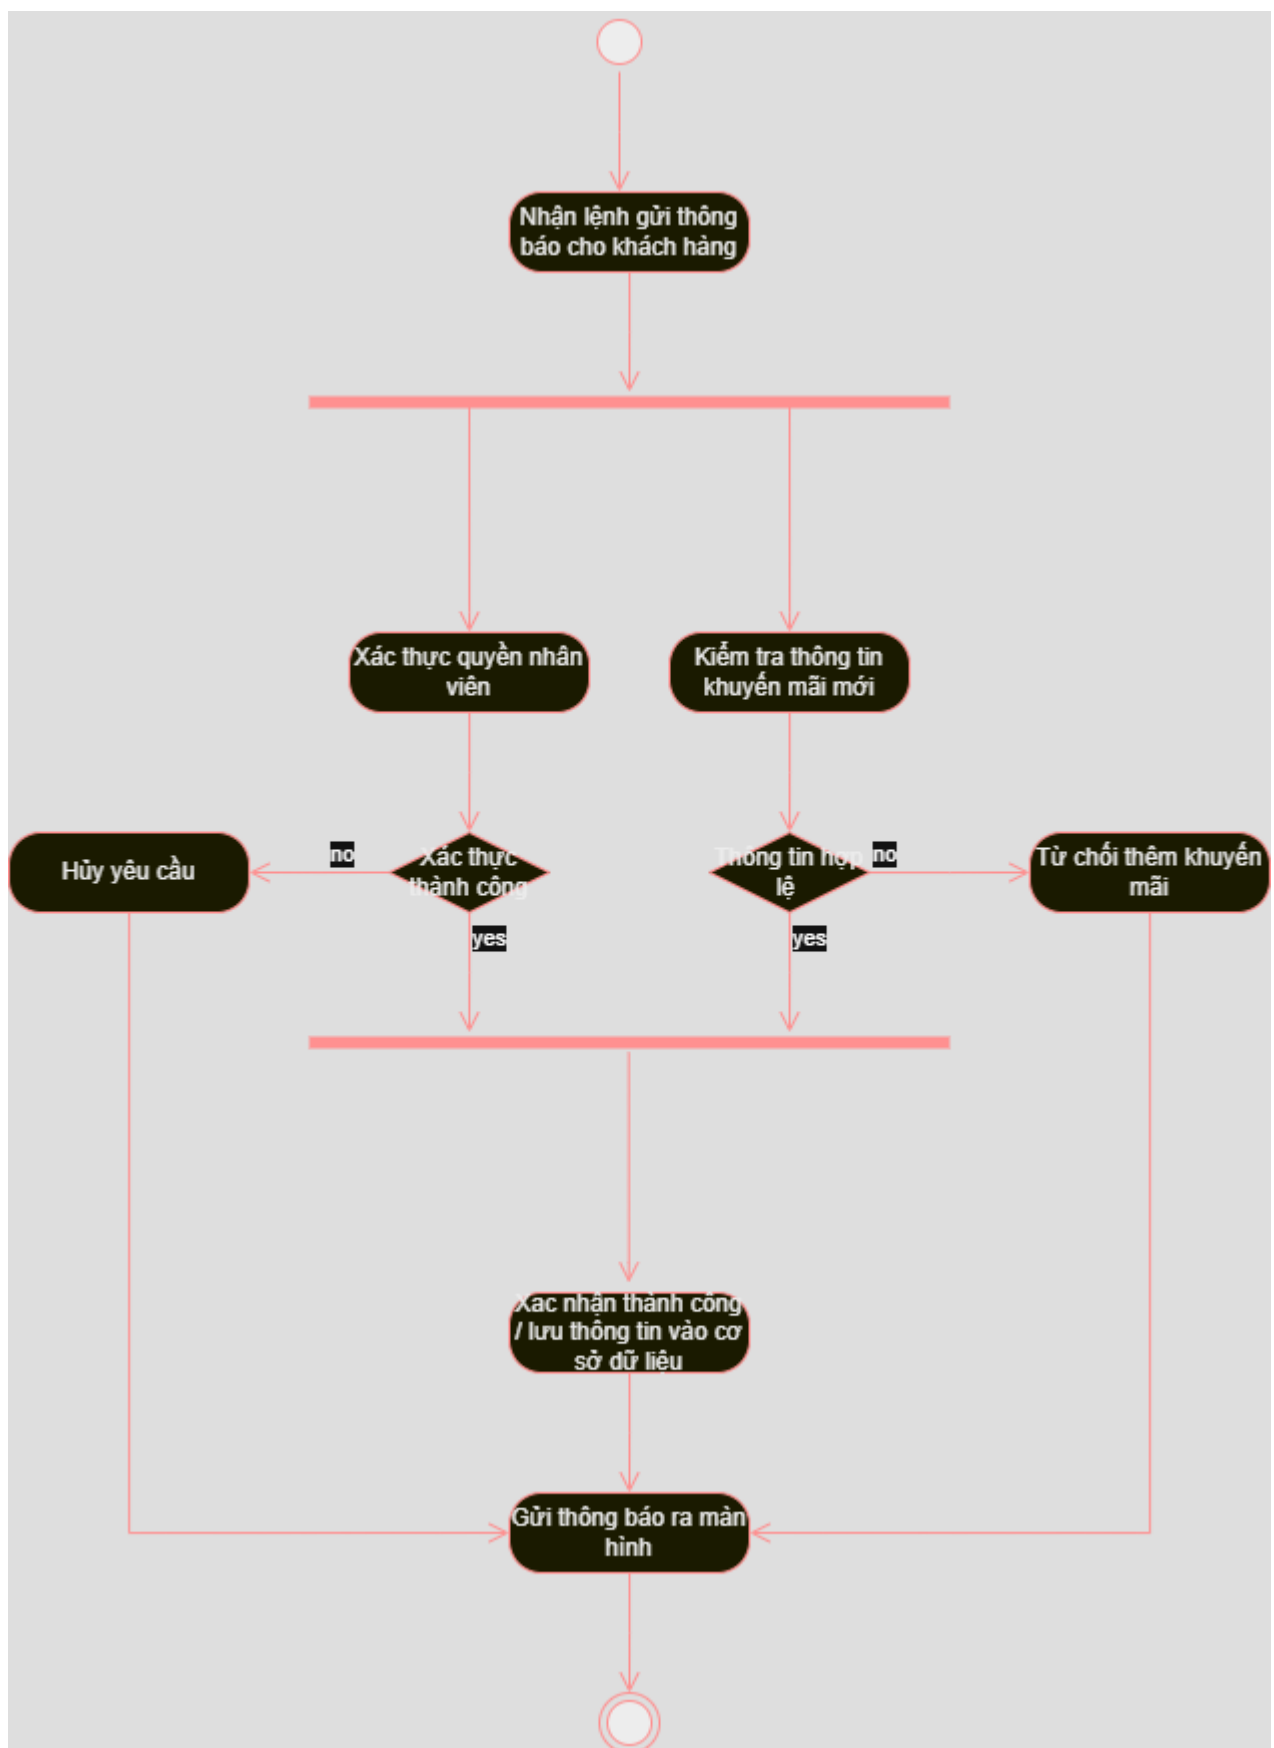 Nhận lệnh gửi thông
báo cho khách hàng
Xác thực quyền nhân
viên
Kiểm tra thông tin
khuyến mãi mới
Hủy yêu cầu
no
Xác thực
thành công
Thông tin hợp
lệ
no
Từ chối thêm khuyến
mãi
yes
yes
Xac nhận thành công
/ lưu thông tin vào cơ
sở dữ liệu
Gửi thông báo ra màn
hình